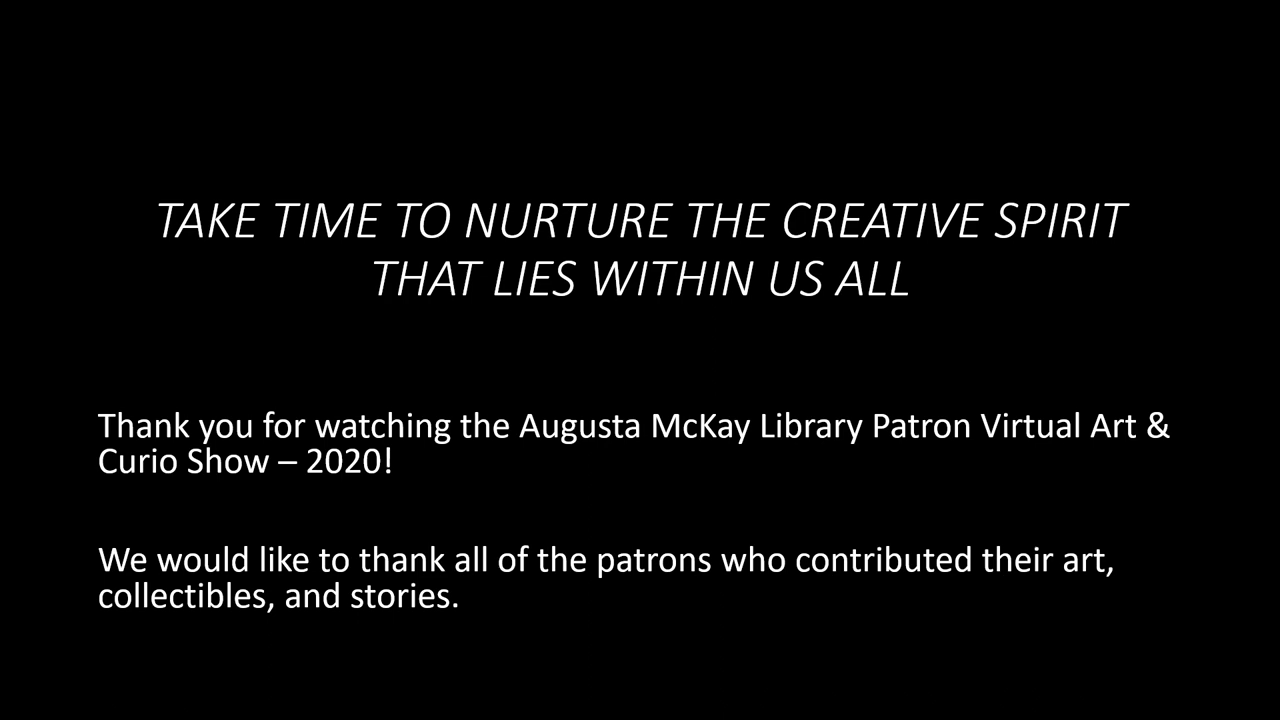 TAKE TIME TO NURTURE THE CREATIVE SPIRIT
THAT LIES WITHIN US ALL
Thank you for watching the Augusta McKay Library Patron Virtual Art &
Curio Show – 2020!
We would like to thank all of the patrons who contributed their art,
collectibles, and stories.